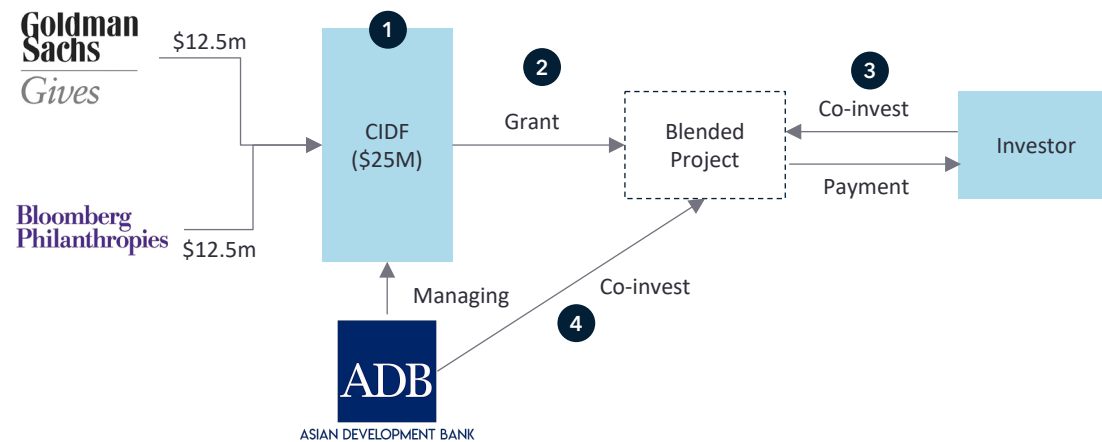 Goldman
Sachs
Gives
$12.5m
1
2
3
CIDF
($25M)
Grant
Blended
Project
Co-invest
Payment
Investor
Bloomberg
Philanthropies
$12.5m
Managing
Co-invest
4
ADB
ASIAN DEVELOPMENT BANK